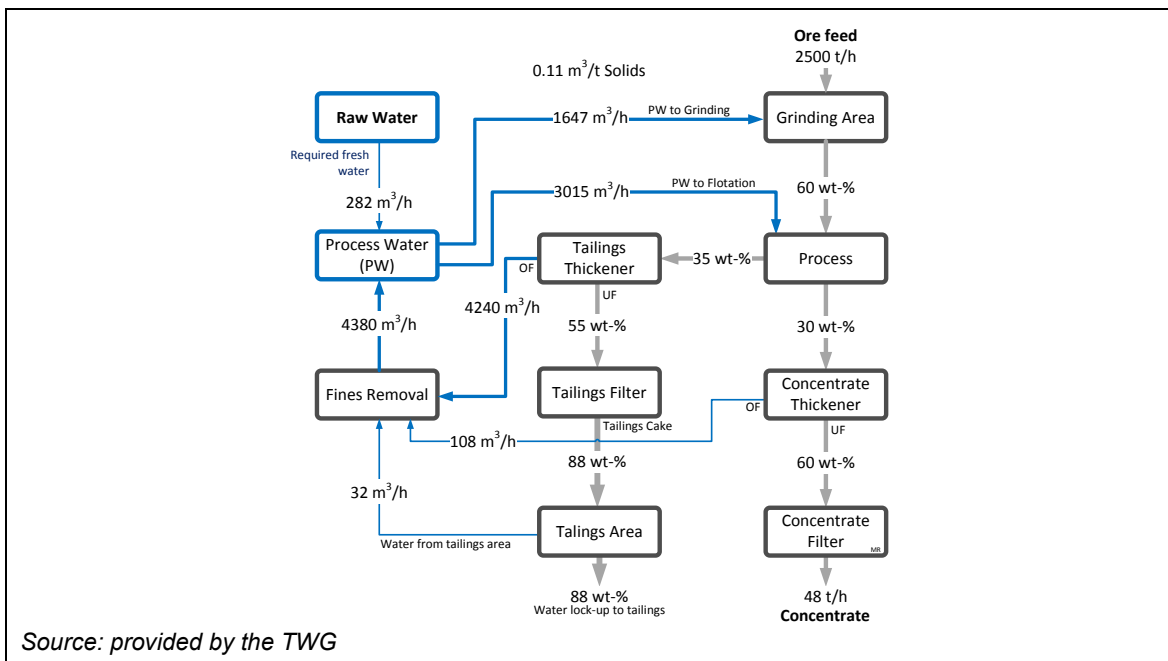 Ore feed
2500 t/h
0.11 m³/t Solids
Raw Water
1647 m³/h
PW to Grinding
Grinding Area
Required fresh
water
282 m³/h
3015 m³/h
PW to Flotation
60 wt-%
Process Water
(PW)
OF
Tailings
Thickener
35 wt-%
Process
UF
4240 m³/h
4380 m³/h
55 wt-%
30 wt-%
Fines Removal
Tailings Filter
Concentrate
Thickener
OF
UF
Tailings Cake
108 m³/h
88 wt-%
60 wt-%
32 m³/h
Water from tailings area
Talings Area
Concentrate
Filter
MR
88 wt-%
Water lock-up to tailings
48 t/h
Concentrate
Source: provided by the TWG